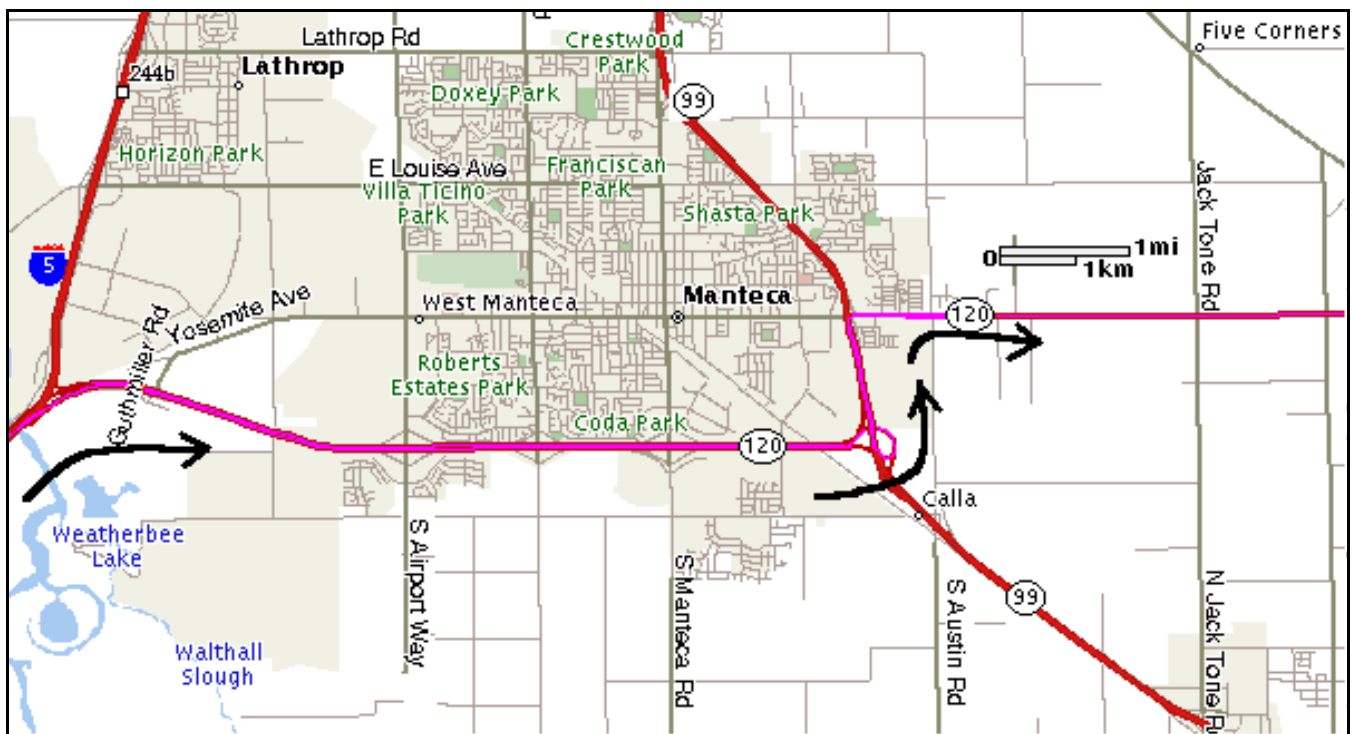 Lathrop Rd
Crestwood
Park
Five Corners
244b
Lathrop
Doxey Park
99
Horizon Park
E Louise Ave
Franciscan
Park
Villa Ticino
Park
Jack Tone Rd
Shasta Park
5
0
1mi
1km
Guthmiller Rd
Yosemite Ave
West Manteca
Manteca
120
Roberts
Estates Park
Coda Park
120
Calla
Weatherbee
Lake
S Airport Way
S Manteca Rd
S Austin Rd
99
N Jack Tone R
Walthall
Slough